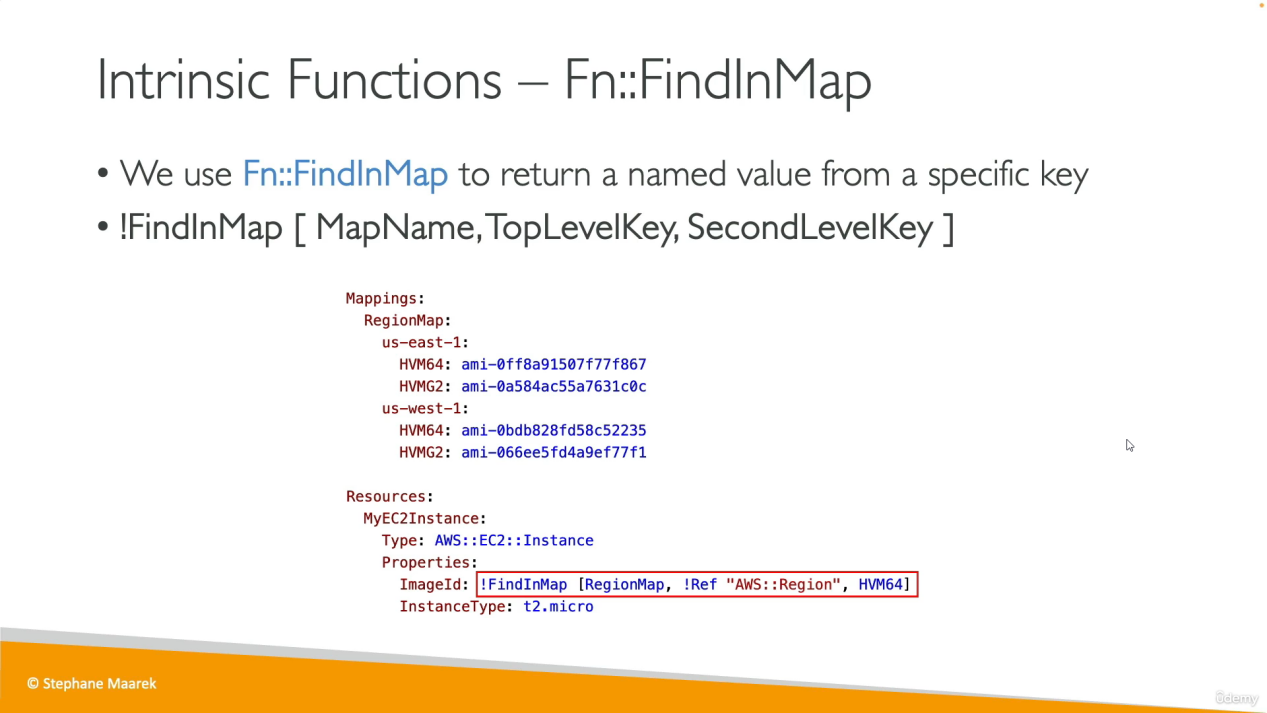 Intrinsic Functions – Fn::FindInMap
• We use Fn::FindInMap to return a named value from a specific key
• !FindInMap [ MapName, TopLevelKey, SecondLevelKey ]
Mappings:
  RegionMap:
    us-east-1:
      HVM64: ami-0ff8a91507f77f867
      HVMG2: ami-0a584ac55a7631c0c
    us-west-1:
      HVM64: ami-0bdb828fd58c52235
      HVMG2: ami-066ee5fd4a9ef77f1
Resources:
  MyEC2Instance:
    Type: AWS::EC2::Instance
    Properties:
      ImageId: !FindInMap [RegionMap, !Ref "AWS::Region", HVM64]
      InstanceType: t2.micro
© Stephane Maarek
ûdemy